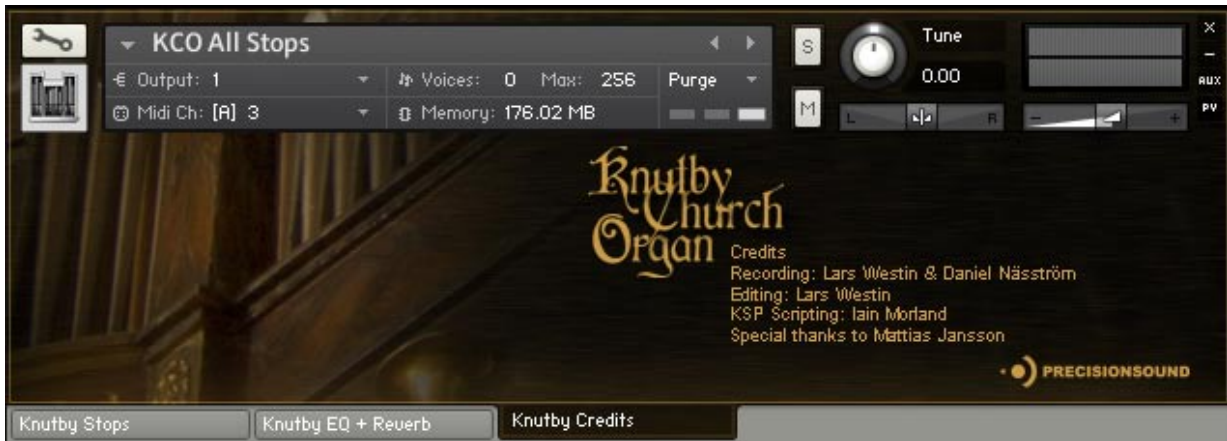 KCO All Stops
Output: 1
Voices: 0 Max: 256
Purge
Midi Ch: [A] 3
Memory: 176.02 MB
S
M
Tune
0.00
L
R
-
+
x
-
AUX
PV
Knutby
Church
Organ
Credits
Recording: Lars Westin & Daniel Näsström
Editing: Lars Westin
KSP Scripting: Iain Morland
Special thanks to Mattias Jansson
PRECISIONSOUND
Knutby Stops
Knutby EQ + Reverb
Knutby Credits